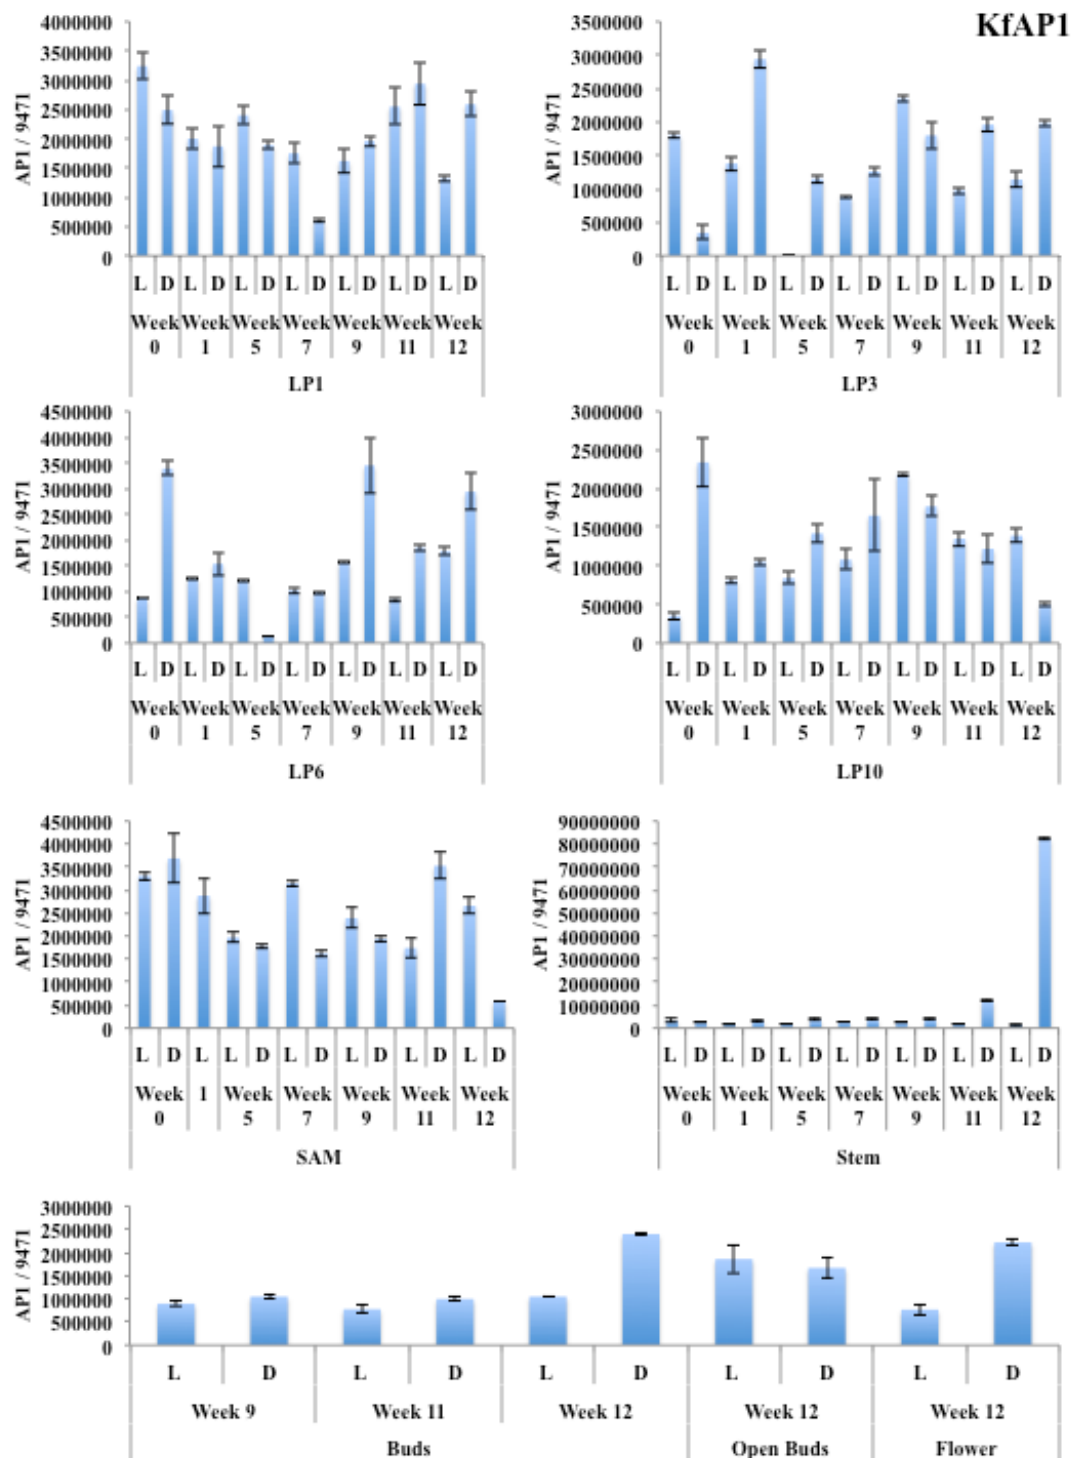 KfAP1
4000000
3500000
3000000
2500000
2000000
1500000
1000000
500000
0
AP1 / 9471
L D L D L D L D L D L D L D
Week Week Week Week Week Week Week
0 1 5 7 9 11 12
LP1
3500000
3000000
2500000
2000000
1500000
1000000
500000
0
AP1 / 9471
L D L D L D L D L D L D L D
Week Week Week Week Week Week Week
0 1 5 7 9 11 12
LP3
4500000
4000000
3500000
3000000
2500000
2000000
1500000
1000000
500000
0
AP1 / 9471
L D L D L D L D L D L D L D
Week Week Week Week Week Week Week
0 1 5 7 9 11 12
LP6
3000000
2500000
2000000
1500000
1000000
500000
0
AP1 / 9471
L D L D L D L D L D L D L D
Week Week Week Week Week Week Week
0 1 5 7 9 11 12
LP10
4500000
4000000
3500000
3000000
2500000
2000000
1500000
1000000
500000
0
AP1 / 9471
L D L L D L D L D L D L D
Week 1 Week Week Week Week Week
0 5 7 9 11 12
SAM
90000000
80000000
70000000
60000000
50000000
40000000
30000000
20000000
10000000
0
AP1 / 9471
L D L D L D L D L D L D L D
Week Week Week Week Week Week Week
0 1 5 7 9 11 12
Stem
3000000
2500000
2000000
1500000
1000000
500000
0
AP1 / 9471
L D L D L D L D L D
Week 9 Week 11 Week 12 Week 12 Week 12
Buds Open Buds Flower